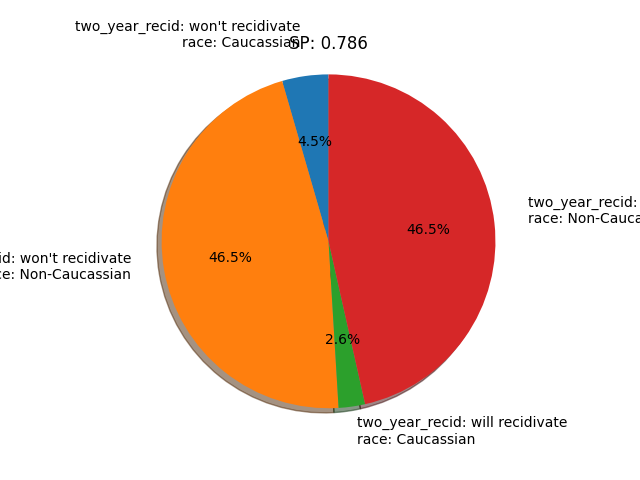 two_year_recid: won't recidivate
race: Caucassian
SP: 0.786
4.5%
two_year_recid:
race: Non-Cauca
46.5%
id: won't recidivate
ce: Non-Caucassian
46.5%
2.6%
two_year_recid: will recidivate
race: Caucassian